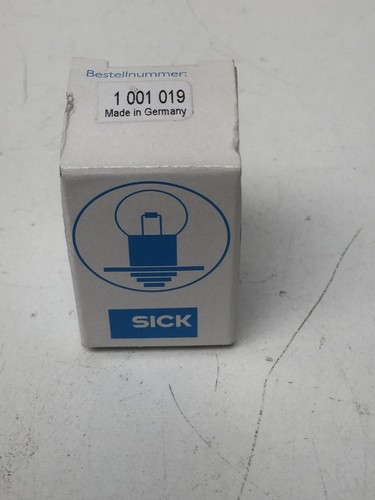 Bestellnummer:
1 001 019
Made in Germany
SICK